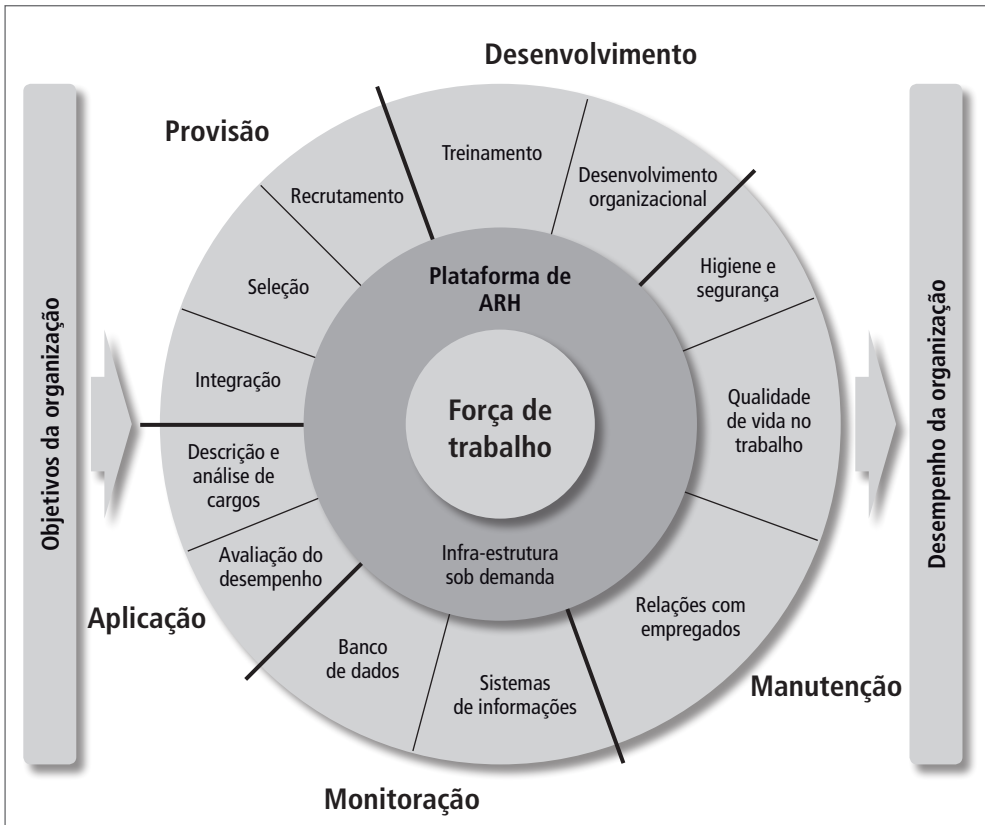 Objetivos da organização
Provisão
Recrutamento
Seleção
Integração
Desenvolvimento
Treinamento
Desenvolvimento
organizacional
Higiene e
segurança
Qualidade
de vida no
trabalho
Relações com
empregados
Manutenção
Plataforma de
ARH
Força de
trabalho
Infra-estrutura
sob demanda
Descrição e
análise de
cargos
Avaliação do
desempenho
Aplicação
Banco
de dados
Sistemas
de informações
Monitoração
Desempenho da organização